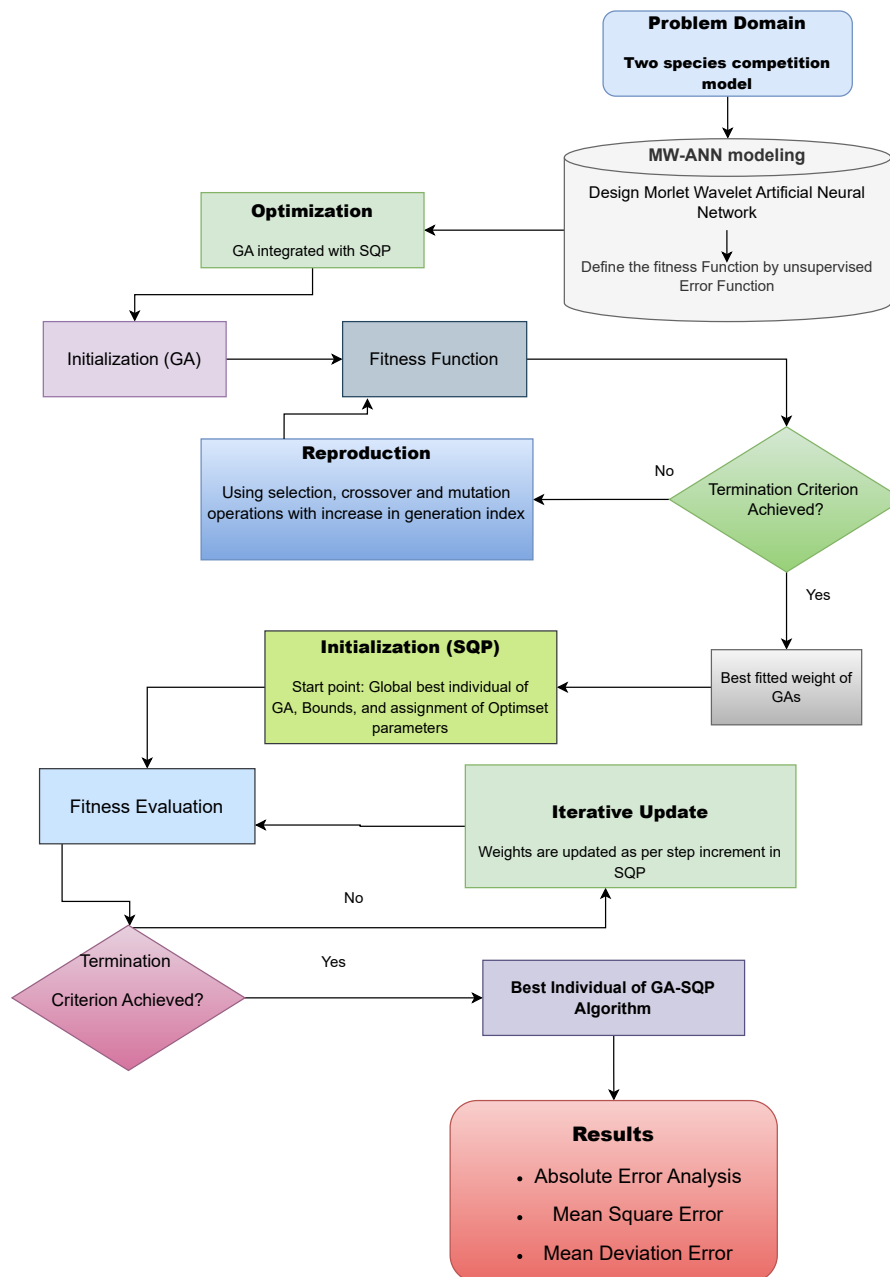 Problem Domain
Two species competition
model
MW-ANN modeling
Design Morlet Wavelet Artificial Neural
Network
Define the fitness Function by unsupervised
Error Function
Optimization
GA integrated with SQP
Initialization (GA)
Fitness Function
Reproduction
Using selection, crossover and mutation
operations with increase in generation index
No
Termination Criterion
Achieved?
Yes
Best fitted weight of
GAs
Initialization (SQP)
Start point: Global best individual of
GA, Bounds, and assignment of Optimset
parameters
Fitness Evaluation
Iterative Update
Weights are updated as per step increment in
SQP
No
Termination
Criterion Achieved?
Yes
Best Individual of GA-SQP
Algorithm
Results
• Absolute Error Analysis
• Mean Square Error
• Mean Deviation Error